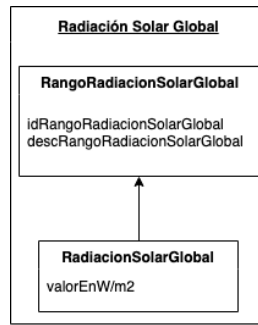 Radiación Solar Global
RangoRadiacionSolarGlobal
idRangoRadiacionSolarGlobal
descRangoRadiacionSolarGlobal
RadiacionSolarGlobal
valorEnW/m2